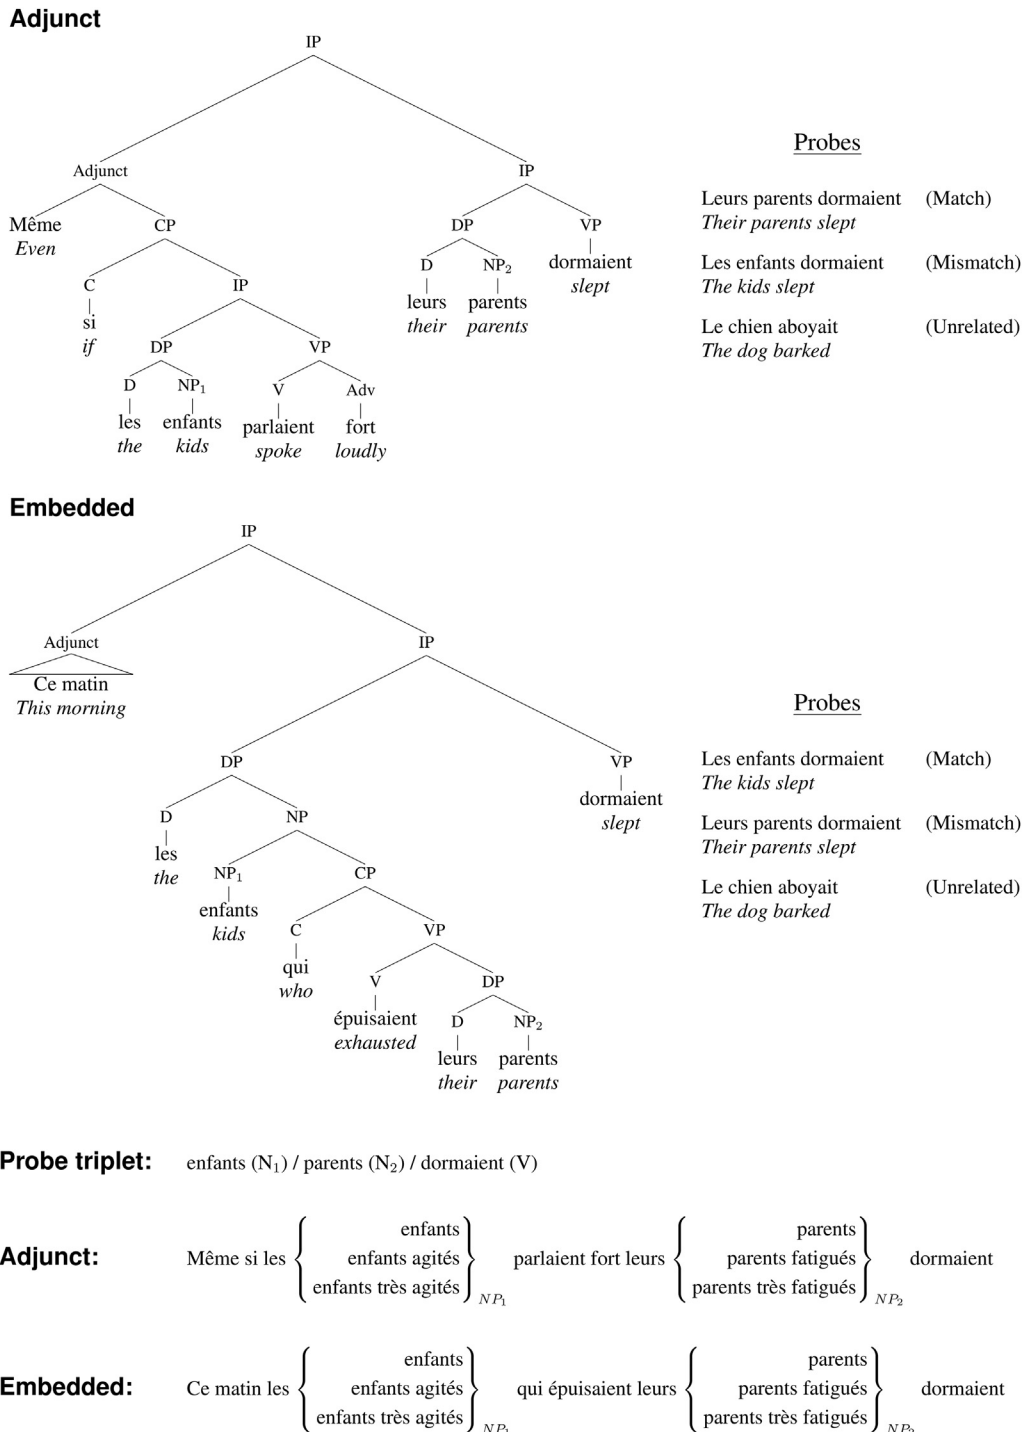 Adjunct
IP
Adjunct IP
Même CP DP VP
Even
C IP D NP2 dormaient
slept
si leurs parents
if their parents
DP VP
D NP1 V Adv
les enfants parlaient fort
the kids spoke loudly
Probes
Leurs parents dormaient (Match)
Their parents slept
Les enfants dormaient (Mismatch)
The kids slept
Le chien aboyait (Unrelated)
The dog barked
Embedded
IP
Adjunct IP
Ce matin
This morning
DP VP
dormaient
slept
D NP
les
the
NP1 CP
enfants
kids
C VP
qui
who
V DP
épuisaient
exhausted
D NP2
leurs parents
their parents
Probes
Les enfants dormaient (Match)
The kids slept
Leurs parents dormaient (Mismatch)
Their parents slept
Le chien aboyait (Unrelated)
The dog barked
Probe triplet: enfants (N1) / parents (N2) / dormaient (V)
enfants parents
Adjunct: Même si les { enfants agités } parlaient fort leurs { parents fatigués } dormaient
enfants très agités NP1 parents très fatigués NP2
enfants parents
Embedded: Ce matin les { enfants agités } qui épuisaient leurs { parents fatigués } dormaient
enfants très agités NP1 parents très fatigués NP2